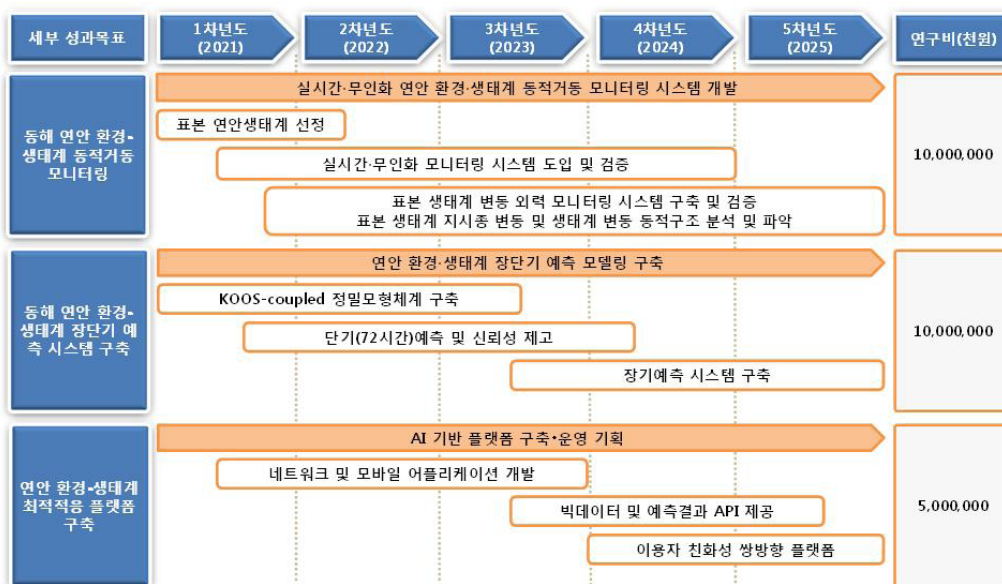 세부 성과목표
1차년도
(2021)
2차년도
(2022)
3차년도
(2023)
4차년도
(2024)
5차년도
(2025)
연구비(천원)
동해 연안 환경-
생태계 동적거동
모니터링
실시간·무인화 연안 환경·생태계 동적거동 모니터링 시스템 개발
표본 연안생태계 선정
실시간·무인화 모니터링 시스템 도입 및 검증
표본 생태계 변동 외력 모니터링 시스템 구축 및 검증
표본 생태계 지시종 변동 및 생태계 변동 동적구조 분석 및 파악
10,000,000
동해 연안 환경-
생태계 장단기 예
측 시스템 구축
연안 환경·생태계 장단기 예측 모델링 구축
KOOS-coupled 정밀모형체계 구축
단기(72시간)예측 및 신뢰성 제고
장기예측 시스템 구축
10,000,000
연안 환경-생태계
최적적응 플랫폼
구축
AI 기반 플랫폼 구축·운영 기획
네트워크 및 모바일 어플리케이션 개발
빅데이터 및 예측결과 API 제공
이용자 친화성 쌍방향 플랫폼
5,000,000